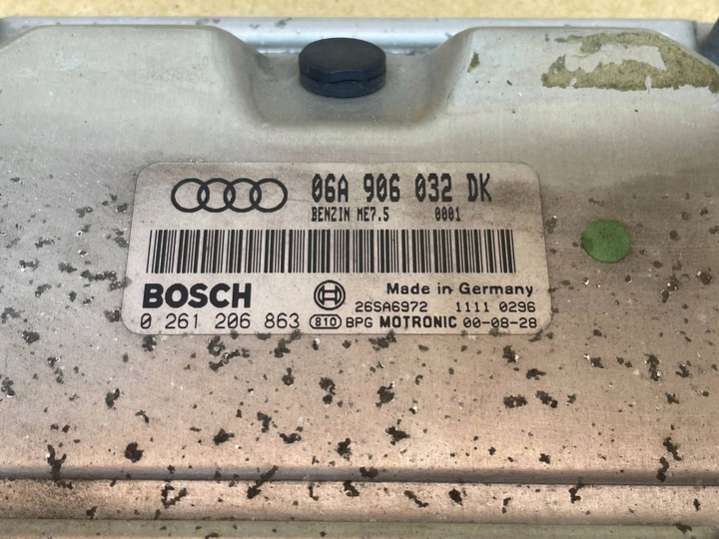 06A 906 032 DK
BENZIN ME7.5 0001
BOSCH
Made in Germany
26SA6972 1111 0296
0 261 206 863 810 BPG MOTRONIC 00-08-28